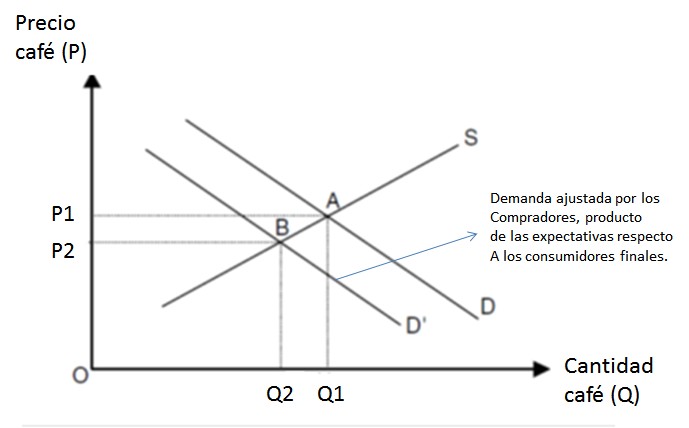 Precio
café (P)
S
A
P1
B
P2
Demanda ajustada por los
Compradores, producto
de las expectativas respecto
A los consumidores finales.
D
D'
O
Q2
Q1
Cantidad
café (Q)